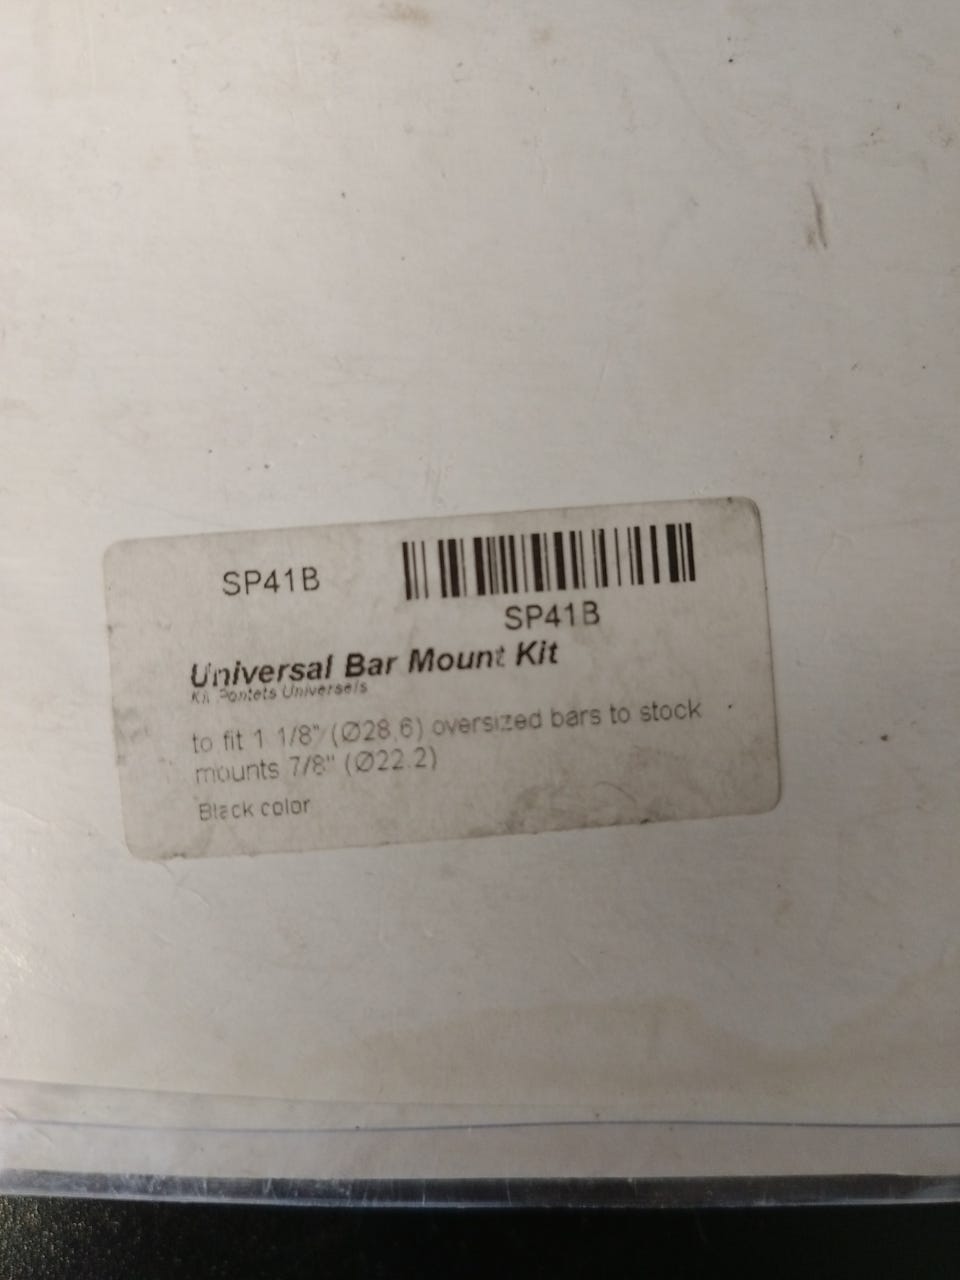 SP41B
SP41B
Universal Bar Mount Kit
Kit Pontets Universels
to fit 1 1/8" (Ø28.6) oversized bars to stock
mounts 7/8" (Ø22.2)
Black color